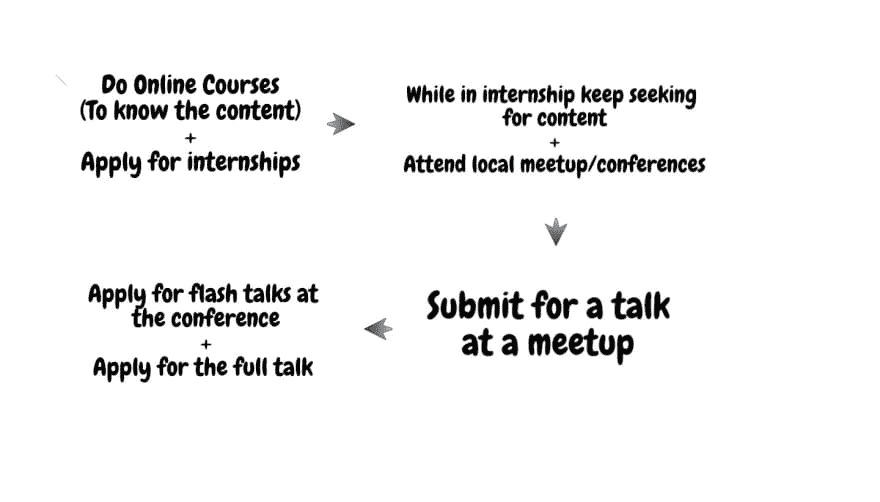 Do Online Courses
(To know the content)
+
Apply for internships
While in internship keep seeking
for content
+
Attend local meetup/conferences
Submit for a talk
at a meetup
Apply for flash talks at
the conference
+
Apply for the full talk